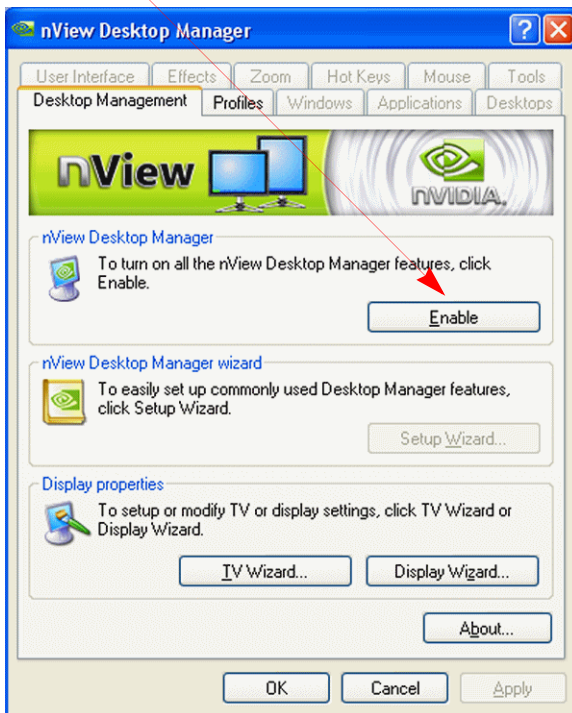 nView Desktop Manager
User Interface Effects Zoom Hot Keys Mouse Tools
Desktop Management Profiles Windows Applications Desktops
nView nVIDIA.
nView Desktop Manager
To turn on all the nView Desktop Manager features, click
Enable.
Enable
nView Desktop Manager wizard
To easily set up commonly used Desktop Manager features,
click Setup Wizard.
Setup Wizard...
Display properties
To setup or modify TV or display settings, click TV Wizard or
Display Wizard.
TV Wizard... Display Wizard...
About...
OK Cancel Apply